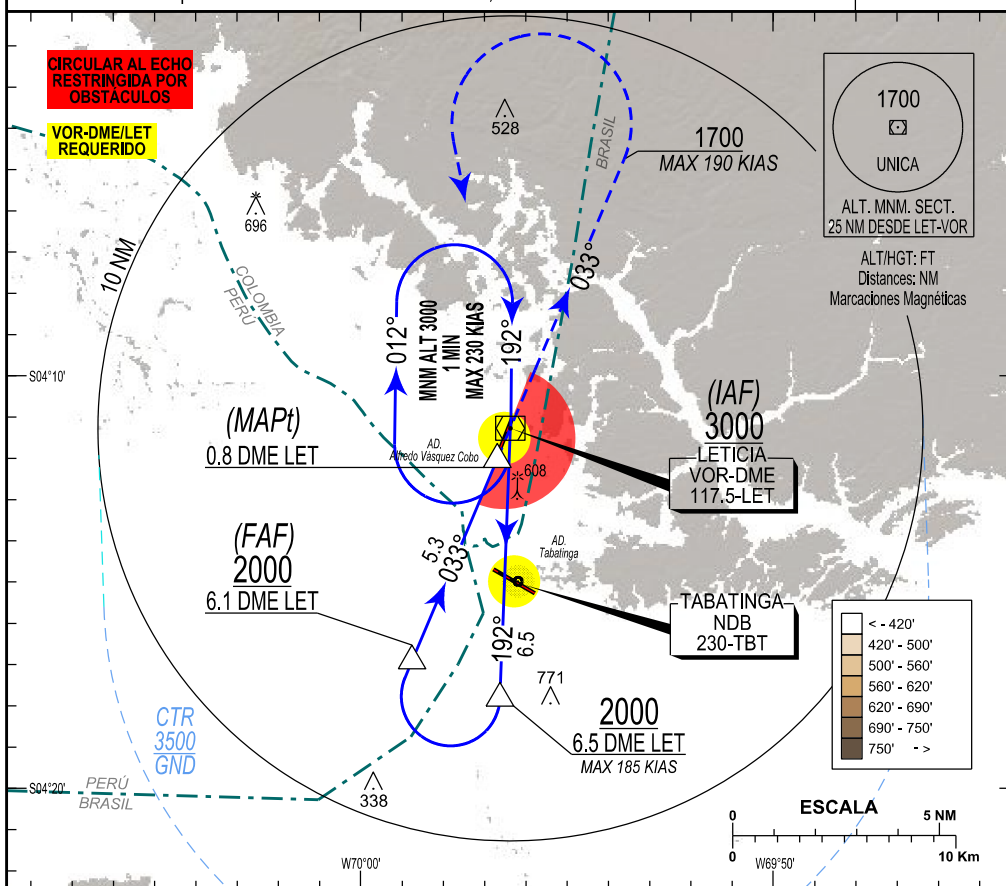 CIRCULAR AL ECHO
RESTRINGIDA POR
OBSTÁCULOS
VOR-DME/LET
REQUERIDO
528
696
10 NM
COLOMBIA
PERÚ
BRASIL
1700
MAX 190 KIAS
1700
UNICA
ALT. MNM. SECT.
25 NM DESDE LET-VOR
ALT/HGT: FT
Distances: NM
Marcaciones Magnéticas
033°
012°
MNM ALT 3000
1 MIN
MAX 230 KIAS
192°
S04°10'
(MAPt)
0.8 DME LET
AD.
Alfredo Vásquez Cobo
608
(IAF)
3000
LETICIA
VOR-DME
117.5-LET
(FAF)
2000
6.1 DME LET
5.3
033°
AD.
Tabatinga
TABATINGA
NDB
230-TBT
192°
6.5
771
2000
6.5 DME LET
MAX 185 KIAS
CTR
3500
GND
< - 420'
420' - 500'
500' - 560'
560' - 620'
620' - 690'
690' - 750'
750' - >
S04°20'
PERÚ
BRASIL
338
ESCALA
0 5 NM
0 10 Km
W70°00'
W69°50'